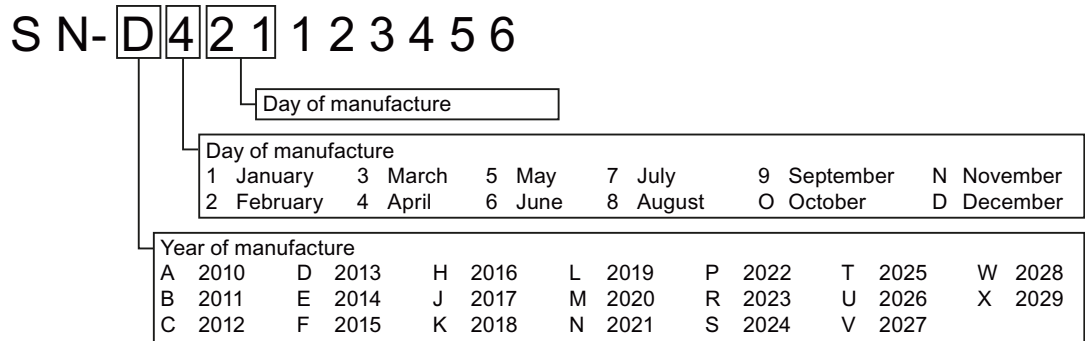 S N- D 4 2 1 1 2 3 4 5 6
Day of manufacture
Day of manufacture
1 January 3 March 5 May 7 July 9 September N November
2 February 4 April 6 June 8 August O October D December
Year of manufacture
A 2010 D 2013 H 2016 L 2019 P 2022 T 2025 W 2028
B 2011 E 2014 J 2017 M 2020 R 2023 U 2026 X 2029
C 2012 F 2015 K 2018 N 2021 S 2024 V 2027